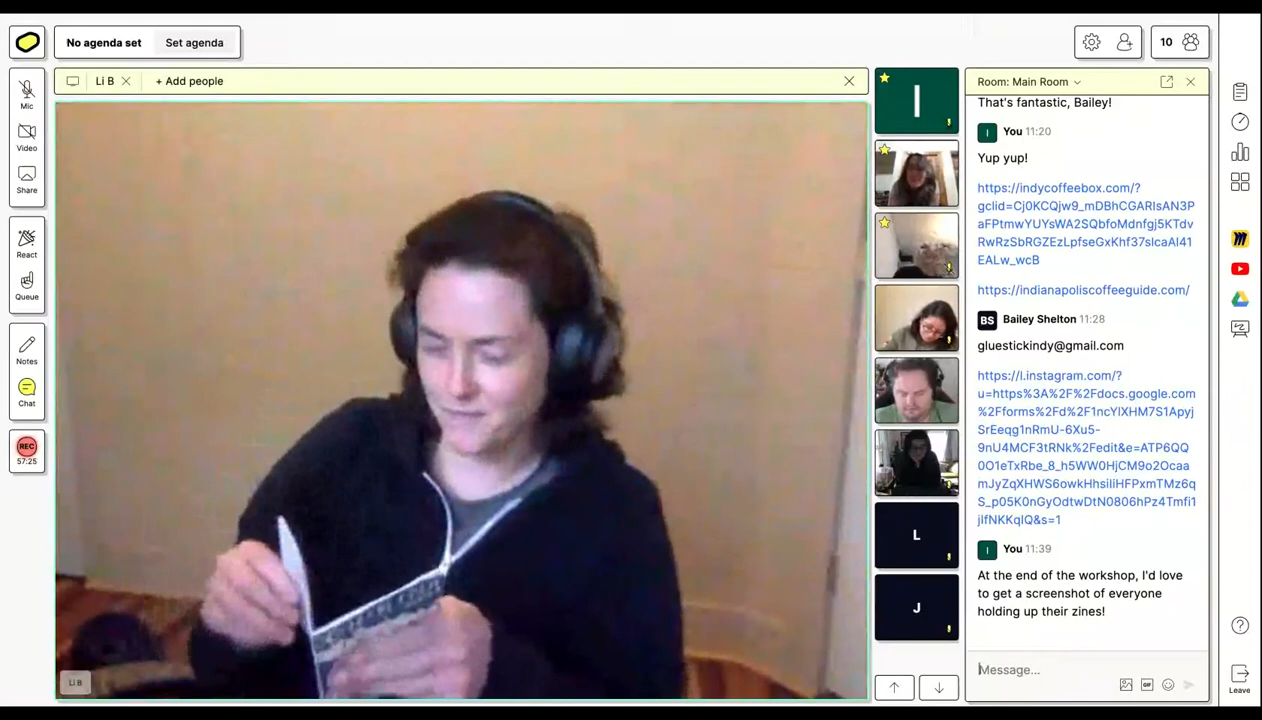 No agenda set
Set agenda
10
Mic
Video
Share
React
Queue
Notes
Chat
REC
57:25
Li B
+ Add people
Li B
I
L
J
Room: Main Room
That's fantastic, Bailey!
I
You 11:20
Yup yup!
https://indycoffeebox.com/?
gclid=Cj0KCQjw9_mDBhCGARIsAN3P
aFPtmwYUYsWA2SQbfoMdnfgj5KTdv
RwRzSbRGZEzLpfseGxKhf37slcaAl41
EALw_wcB
https://indianapoliscoffeeguide.com/
BS
Bailey Shelton 11:28
gluestickindy@gmail.com
https://l.instagram.com/?
u=https%3A%2F%2Fdocs.google.com
%2Fforms%2Fd%2F1ncYlXHM7S1Apyj
SrEeqg1nRmU-6Xu5-
9nU4MCF3tRNk%2Fedit&e=ATP6QQ
0O1eTxRbe_8_h5WW0HjCM9o2Ocaa
mJyZqXHWS6owkHhsiIiHFPxmTMz6q
S_p05K0nGyOdtwDtN0806hPz4Tmfi1
jIfNKKqIQ&s=1
I
You 11:39
At the end of the workshop, I'd love
to get a screenshot of everyone
holding up their zines!
Message...
GIF
Leave